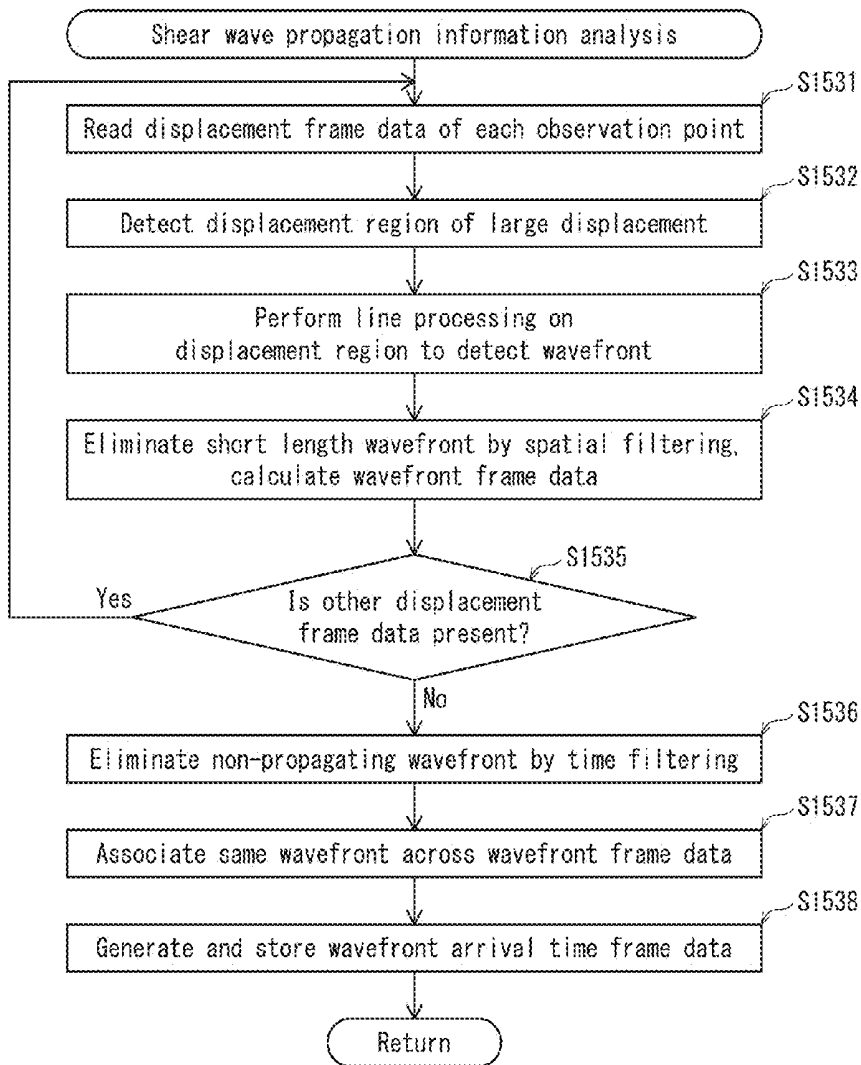 Shear wave propagation information analysis
S1531
Read displacement frame data of each observation point
S1532
Detect displacement region of large displacement
S1533
Perform line processing on
displacement region to detect wavefront
S1534
Eliminate short length wavefront by spatial filtering,
calculate wavefront frame data
S1535
Yes
Is other displacement
frame data present?
No
S1536
Eliminate non-propagating wavefront by time filtering
S1537
Associate same wavefront across wavefront frame data
S1538
Generate and store wavefront arrival time frame data
Return